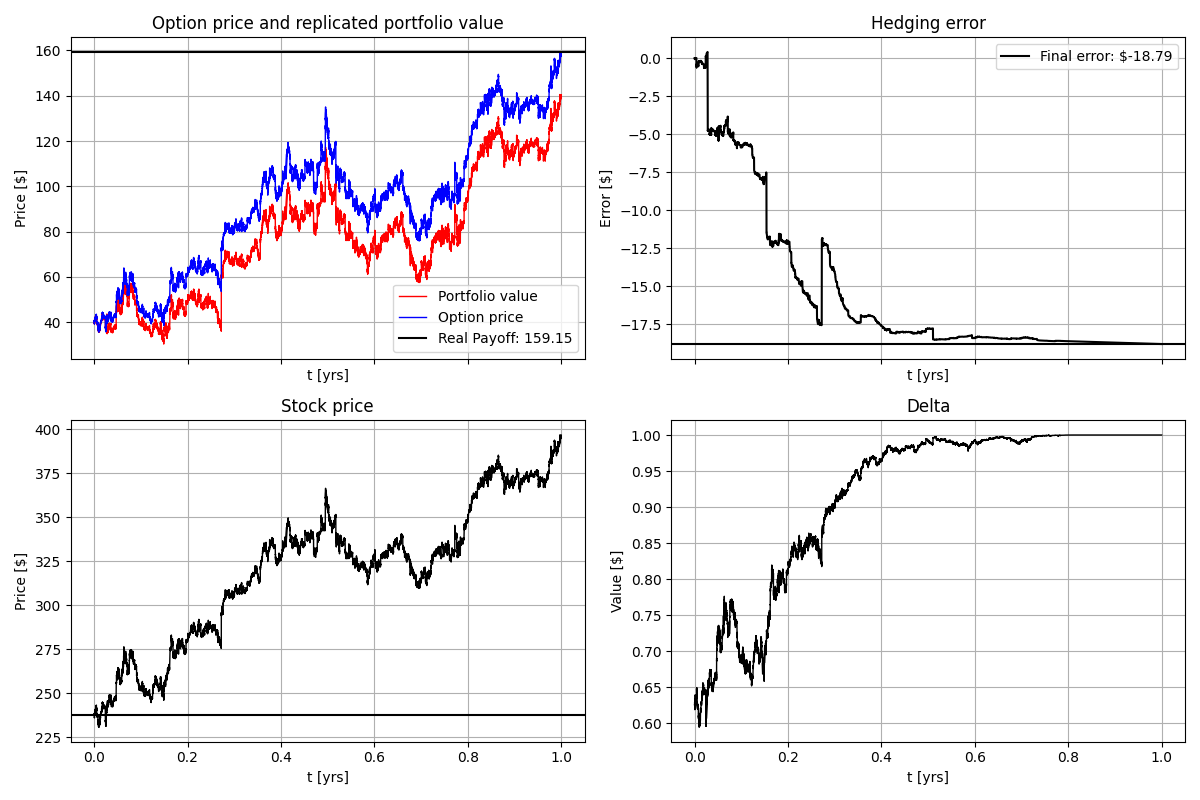 Option price and replicated portfolio value
160
140
120
100
80
60
40
Price [$]
Portfolio value
Option price
Real Payoff: 159.15
t [yrs]
Hedging error
0.0
−2.5
−5.0
−7.5
−10.0
−12.5
−15.0
−17.5
Error [$]
Final error: $-18.79
t [yrs]
Stock price
400
375
350
325
300
275
250
225
Price [$]
0.0 0.2 0.4 0.6 0.8 1.0
t [yrs]
Delta
1.00
0.95
0.90
0.85
0.80
0.75
0.70
0.65
0.60
Value [$]
0.0 0.2 0.4 0.6 0.8 1.0
t [yrs]